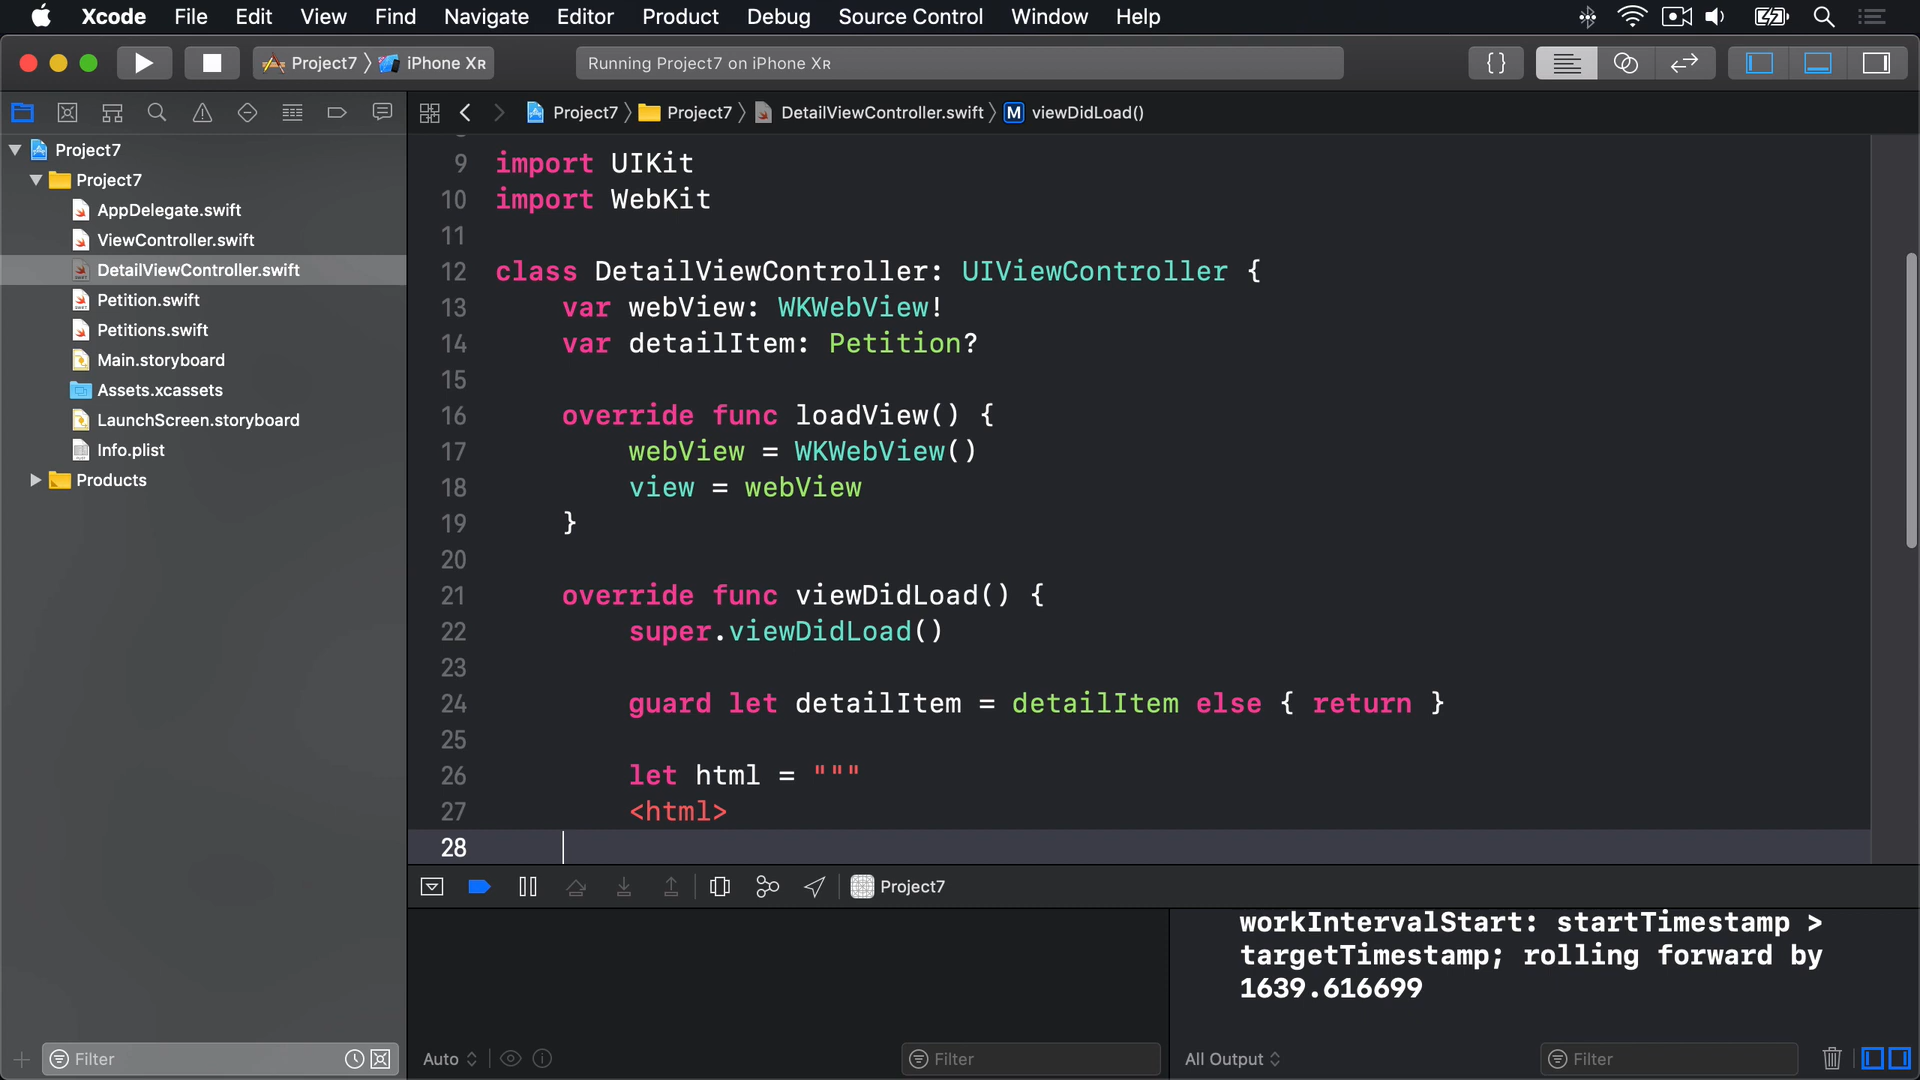 Xcode File Edit View Find Navigate Editor Product Debug Source Control Window Help
Project7 iPhone XR
Running Project7 on iPhone XR
{}
Project7 Project7 DetailViewController.swift M viewDidLoad()
Project7
Project7
AppDelegate.swift
ViewController.swift
DetailViewController.swift
Petition.swift
Petitions.swift
Main.storyboard
Assets.xcassets
LaunchScreen.storyboard
Info.plist
Products
Filter
9 import UIKit
10 import WebKit
11
12 class DetailViewController: UIViewController {
13 var webView: WKWebView!
14 var detailItem: Petition?
15
16 override func loadView() {
17 webView = WKWebView()
18 view = webView
19 }
20
21 override func viewDidLoad() {
22 super.viewDidLoad()
23
24 guard let detailItem = detailItem else { return }
25
26 let html = """
27 <html>
28
Project7
workIntervalStart: startTimestamp >
targetTimestamp; rolling forward by
1639.616699
Auto Filter
All Output Filter